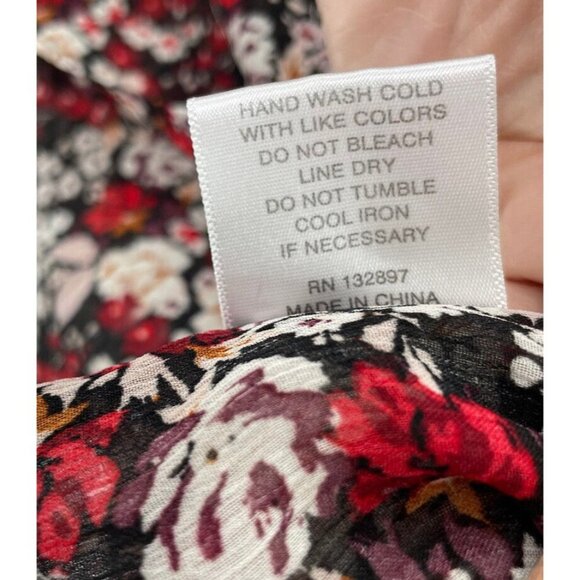 HAND WASH COLD
WITH LIKE COLORS
DO NOT BLEACH
LINE DRY
DO NOT TUMBLE
COOL IRON
IF NECESSARY
RN 132897
MADE IN CHINA